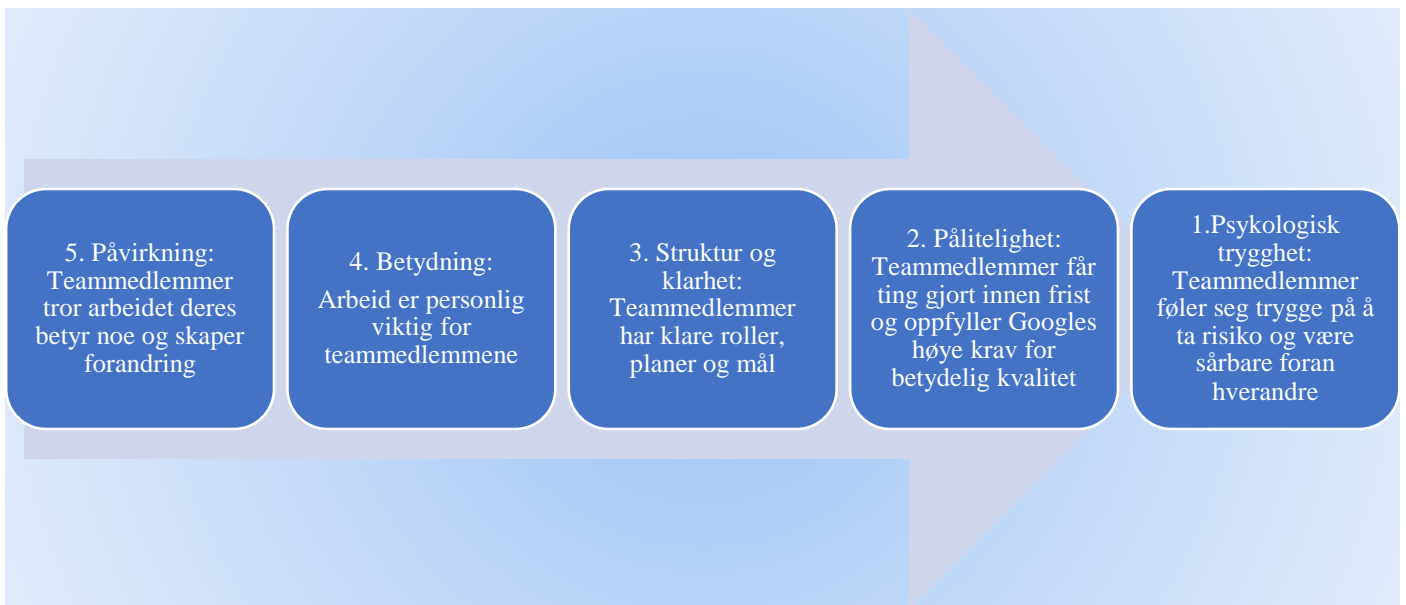 5. Påvirkning:
Teammedlemmer
tror arbeidet deres
betyr noe og skaper
forandring
4. Betydning:
Arbeid er personlig
viktig for
teammedlemmene
3. Struktur og
klarhet:
Teammedlemmer
har klare roller,
planer og mål
2. Pålitelighet:
Teammedlemmer får
ting gjort innen frist
og oppfyller Googles
høye krav for
betydelig kvalitet
1.Psykologisk
trygghet:
Teammedlemmer
føler seg trygge på å
ta risiko og være
sårbare foran
hverandre